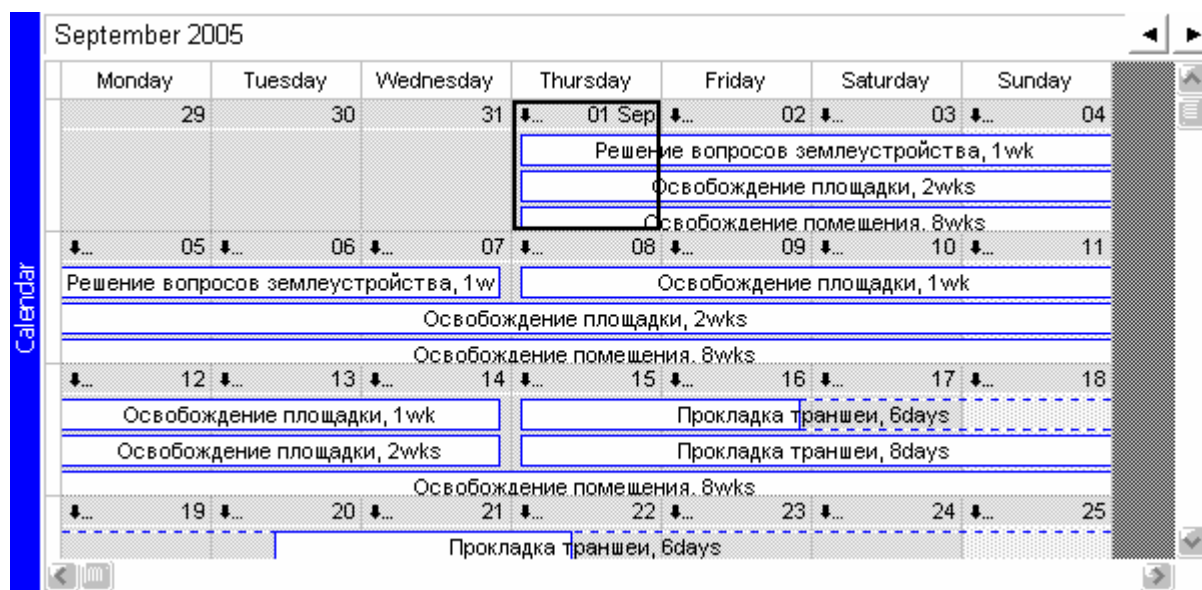 September 2005
Calendar
Monday Tuesday Wednesday Thursday Friday Saturday Sunday
29 30 31 ... 01 Sep ... 02 ... 03 ... 04
Решение вопросов землеустройства, 1wk
Освобождение площадки, 2wks
Освобождение помещения, 8wks
... 05 ... 06 ... 07 ... 08 ... 09 ... 10 ... 11
Решение вопросов землеустройства, 1w Освобождение площадки, 1wk
Освобождение площадки, 2wks
Освобождение помещения, 8wks
... 12 ... 13 ... 14 ... 15 ... 16 ... 17 ... 18
Освобождение площадки, 1wk Прокладка траншеи, 6days
Освобождение площадки, 2wks Прокладка траншеи, 8days
Освобождение помещения, 8wks
... 19 ... 20 ... 21 ... 22 ... 23 ... 24 ... 25
Прокладка траншеи, 6days